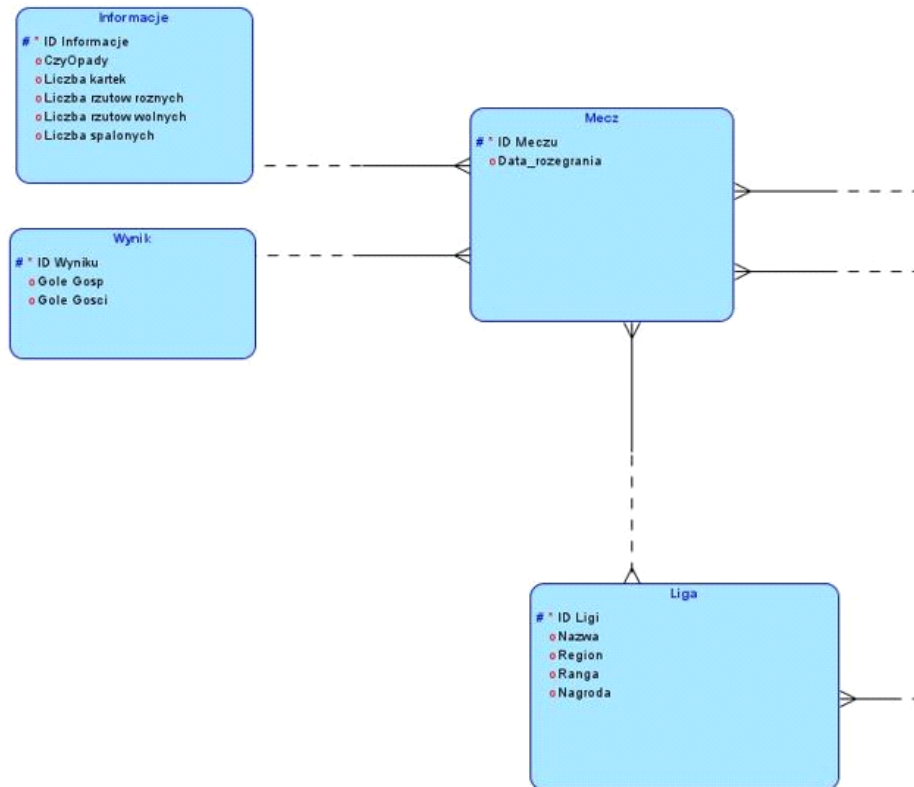 Informacje
# * ID Informacje
o CzyOpady
o Liczba kartek
o Liczba rzutow roznych
o Liczba rzutow wolnych
o Liczba spalonych
Wynik
# * ID Wyniku
o Gole Gosp
o Gole Gosci
Mecz
# * ID Meczu
o Data_rozegrania
Liga
# * ID Ligi
o Nazwa
o Region
o Ranga
o Nagroda